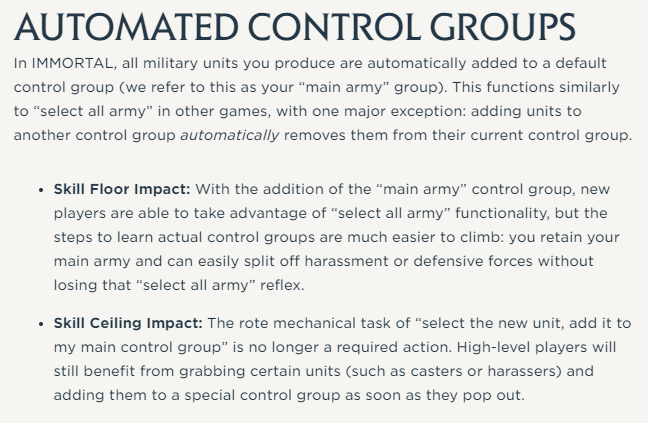 AUTOMATED CONTROL GROUPS
In IMMORTAL, all military units you produce are automatically added to a default
control group (we refer to this as your “main army” group). This functions similarly
to “select all army” in other games, with one major exception: adding units to
another control group automatically removes them from their current control group.
• Skill Floor Impact: With the addition of the “main army” control group, new
players are able to take advantage of “select all army” functionality, but the
steps to learn actual control groups are much easier to climb: you retain your
main army and can easily split off harassment or defensive forces without
losing that “select all army” reflex.
• Skill Ceiling Impact: The rote mechanical task of “select the new unit, add it to
my main control group” is no longer a required action. High-level players will
still benefit from grabbing certain units (such as casters or harassers) and
adding them to a special control group as soon as they pop out.